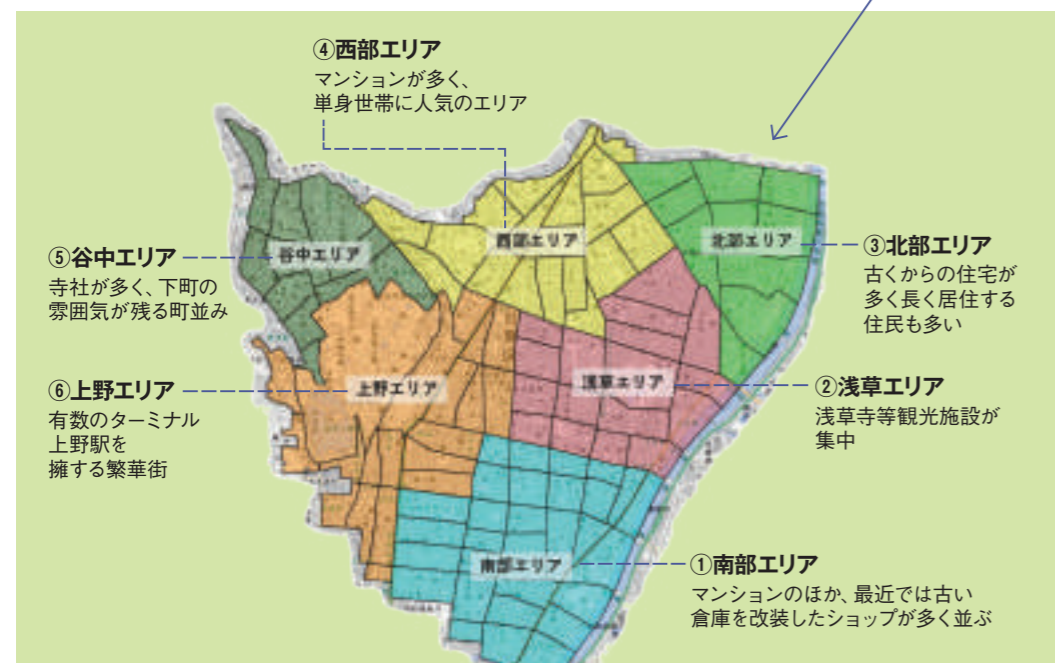 ④西部エリア
マンションが多く、
単身世帯に人気のエリア
西部エリア
北部エリア
③北部エリア
古くからの住宅が
多く長く居住する
住民も多い
⑤谷中エリア
寺社が多く、下町の
雰囲気が残る町並み
谷中エリア
⑥上野エリア
有数のターミナル
上野駅を
擁する繁華街
上野エリア
浅草エリア
②浅草エリア
浅草寺等観光施設が
集中
南部エリア
①南部エリア
マンションのほか、最近では古い
倉庫を改装したショップが多く並ぶ